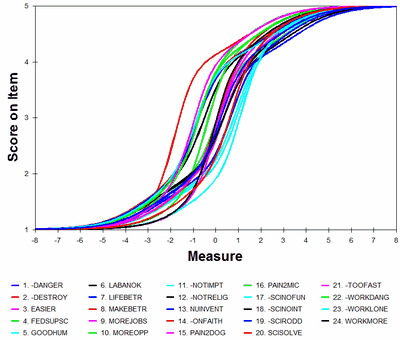 5
4
3
2
1
Score on Item
-8 -7 -6 -5 -4 -3 -2 -1 0 1 2 3 4 5 6 7 8
Measure
1. -DANGER 6. LABANOK 11. -NOTIMPT 16. PAIN2MIC 21. -TOOFAST
2. -DESTROY 7. LIFEBETR 12. -NOTRELIG 17. -SCINOFUN 22. -WORKDANG
3. EASIER 8. MAKEBETR 13. NUNVENT 18. -SCINOINT 23. -WORKLONE
4. FEDSUPSC 9. MOREJOBS 14. -ONFAITH 19. -SCIRODD 24. WORKMORE
5. GOODHUM 10. MOREOPP 15. PAIN2DOG 20. SCISOLVE